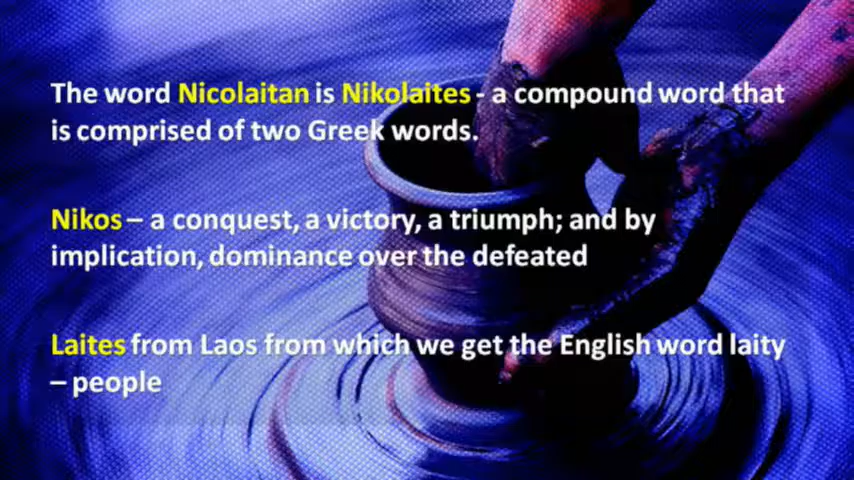 The word Nicolaitan is Nikolaites - a compound word that
is comprised of two Greek words.
Nikos – a conquest, a victory, a triumph; and by
implication, dominance over the defeated
Laites from Laos from which we get the English word laity
– people